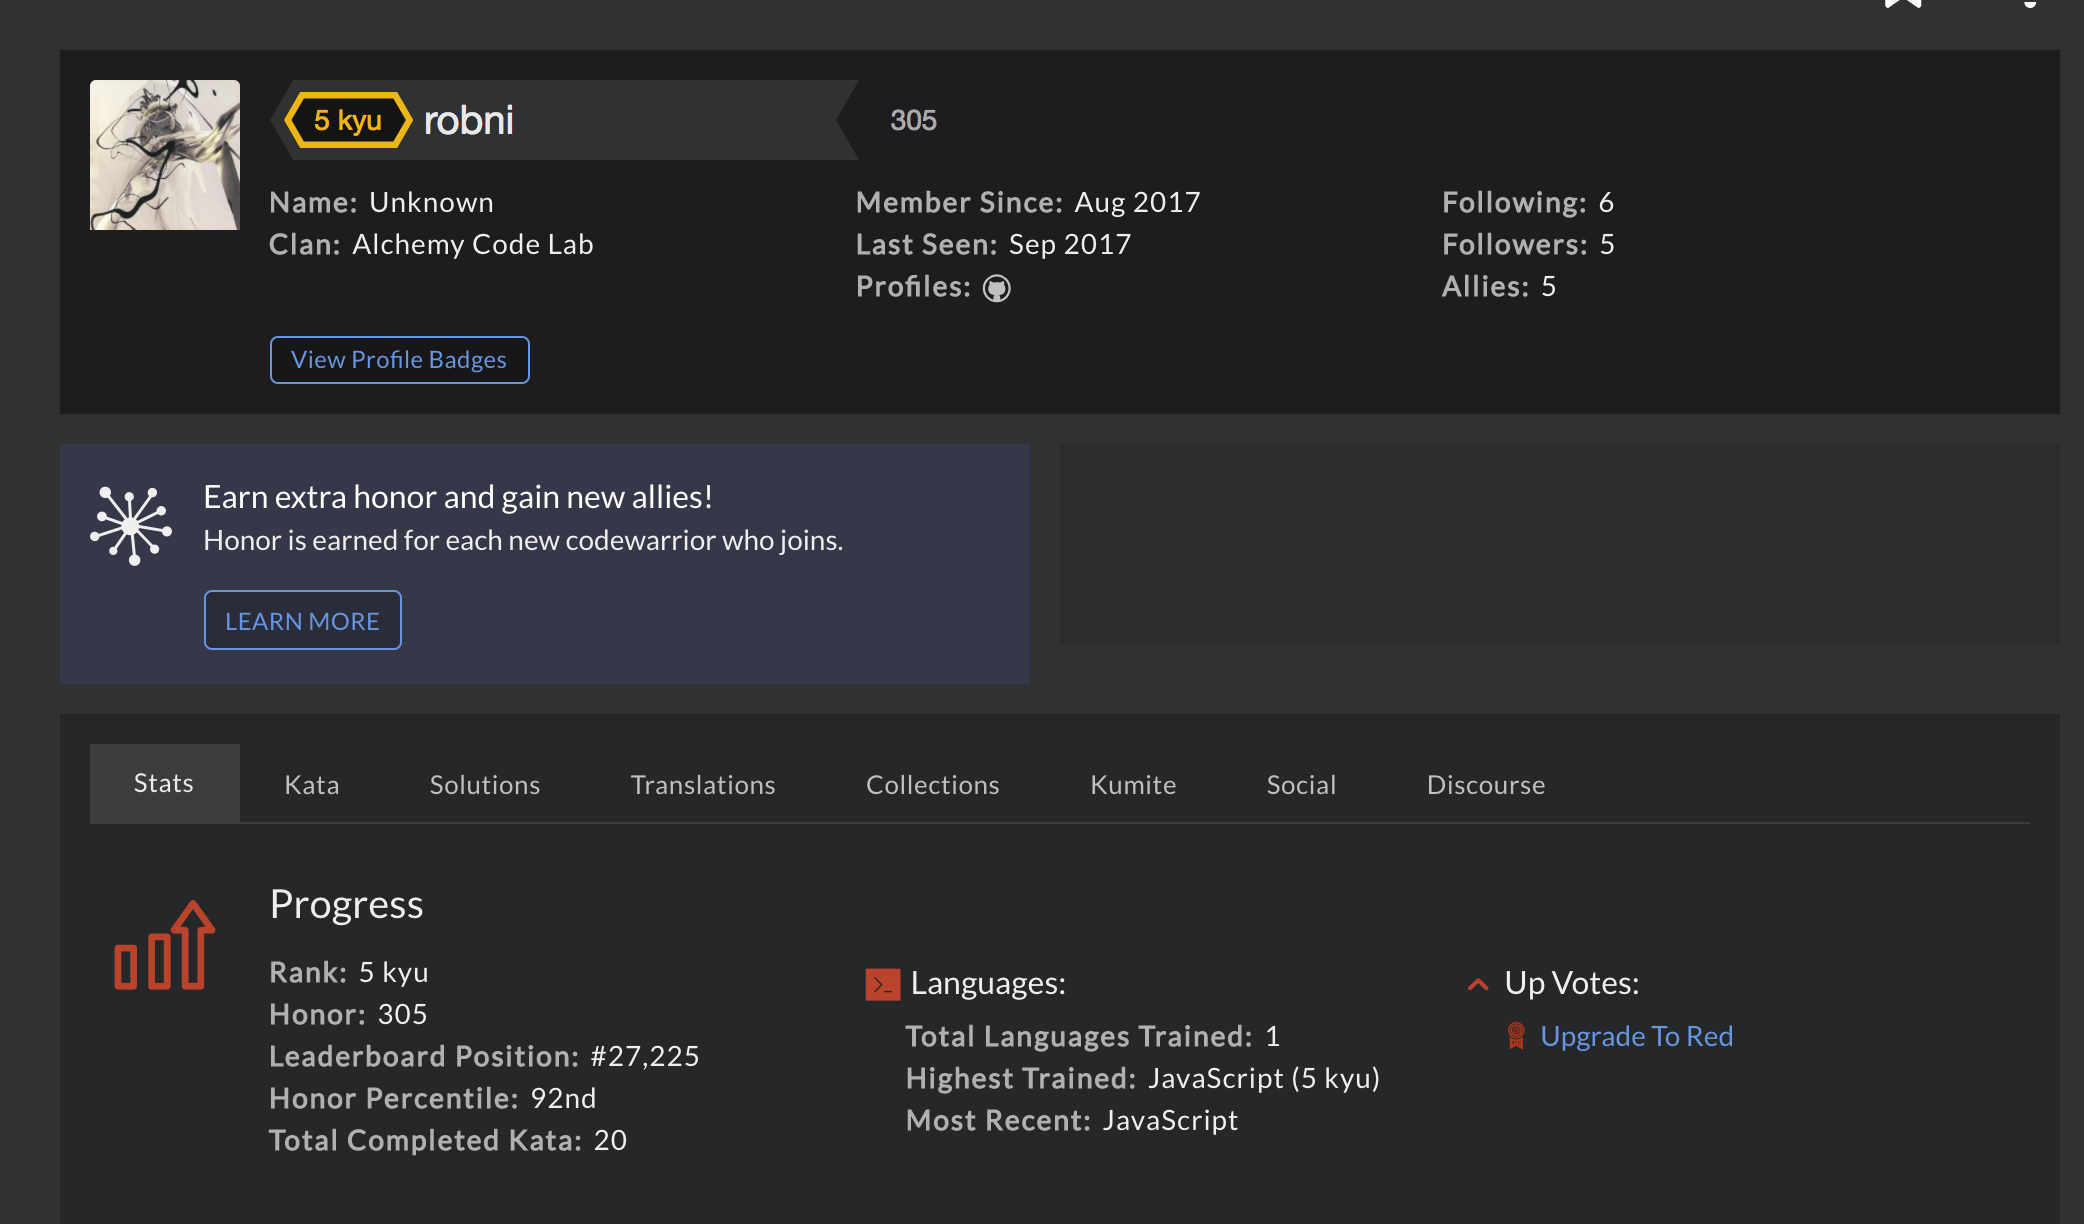 5 kyu robni 305
Name: Unknown
Clan: Alchemy Code Lab
Member Since: Aug 2017
Last Seen: Sep 2017
Profiles:
Following: 6
Followers: 5
Allies: 5
View Profile Badges
Earn extra honor and gain new allies!
Honor is earned for each new codewarrior who joins.
LEARN MORE
Stats Kata Solutions Translations Collections Kumite Social Discourse
Progress
Rank: 5 kyu
Honor: 305
Leaderboard Position: #27,225
Honor Percentile: 92nd
Total Completed Kata: 20
Languages:
Total Languages Trained: 1
Highest Trained: JavaScript (5 kyu)
Most Recent: JavaScript
Up Votes:
Upgrade To Red